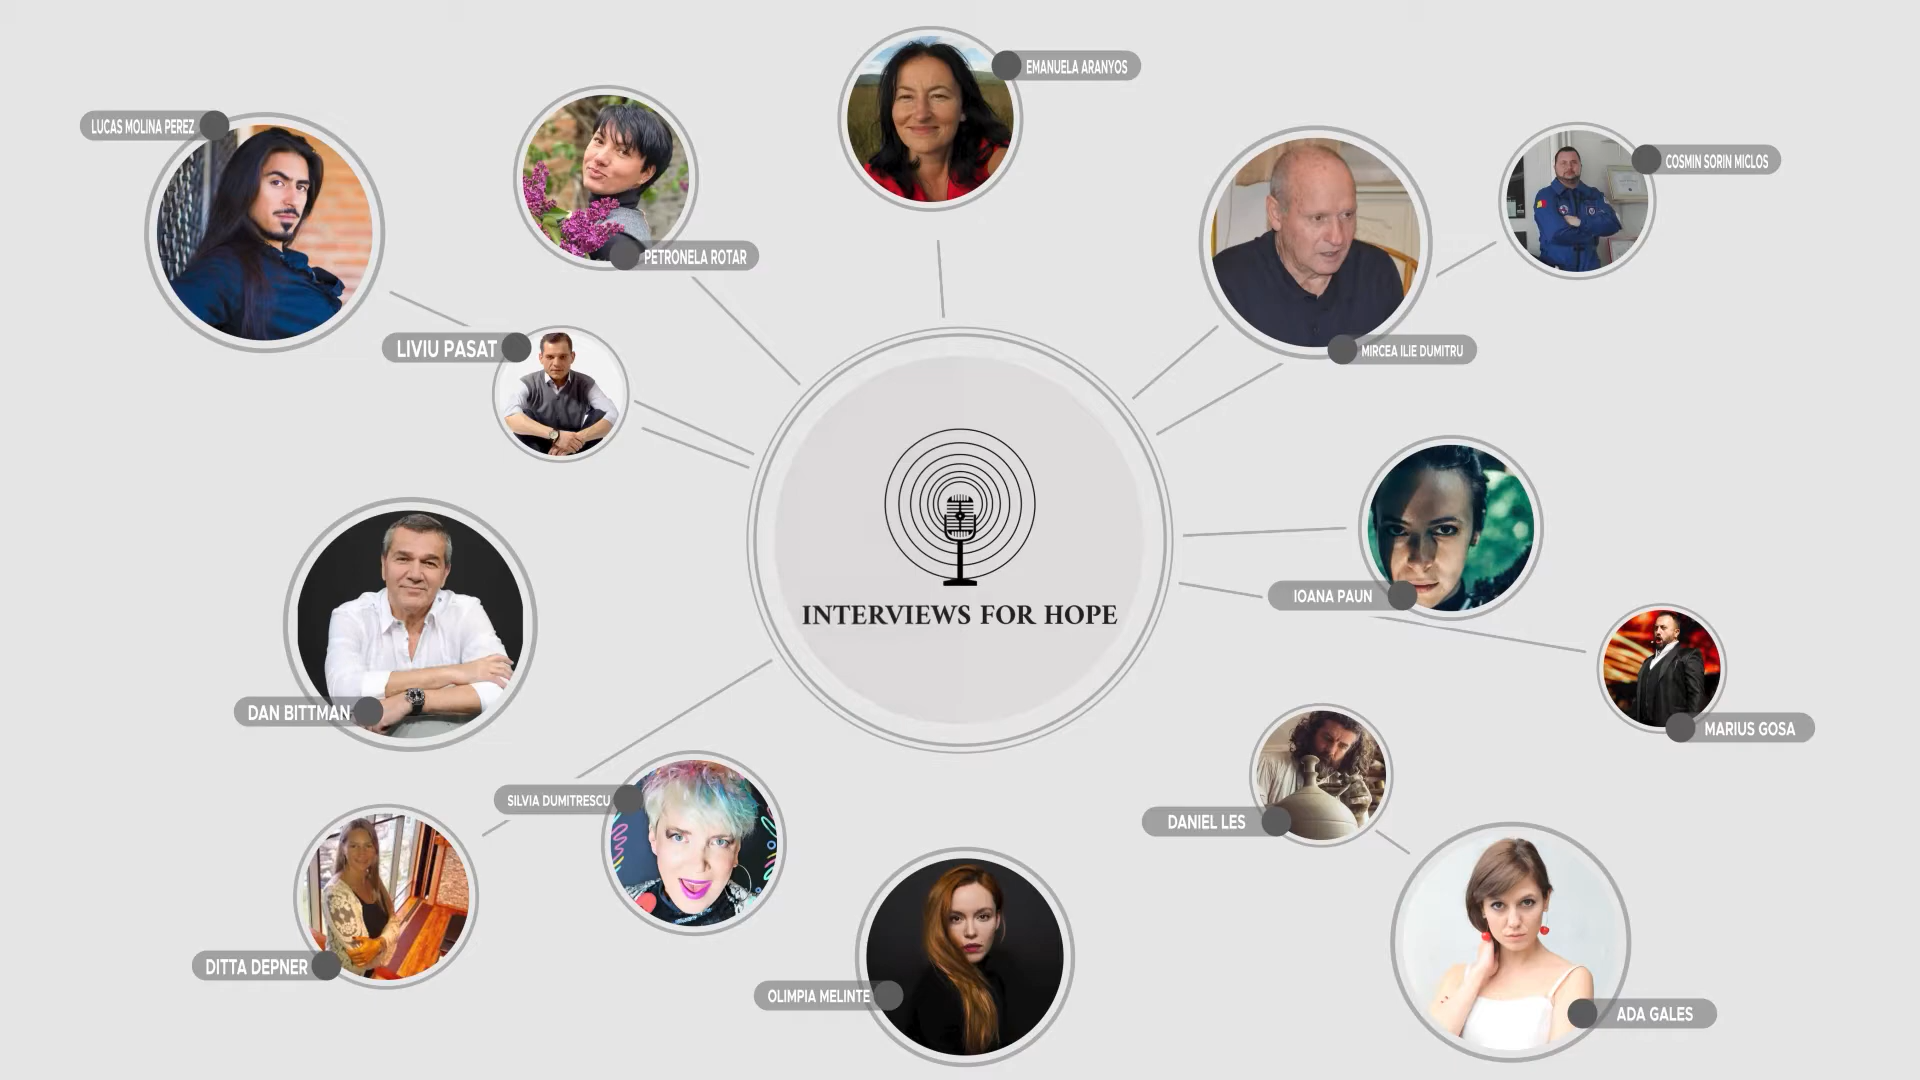 EMANUELA ARANYOS
LUCAS MOLINA PEREZ
COSMIN SORIN MICLOS
PETRONELA ROTAR
LIVIU PASAT
MIRCEA ILIE DUMITRU
IOANA PAUN
INTERVIEWS FOR HOPE
DAN BITTMAN
MARIUS GOSA
SILVIA DUMITRESCU
DANIEL LES
DITTA DEPNER
OLIMPIA MELINTE
ADA GALES